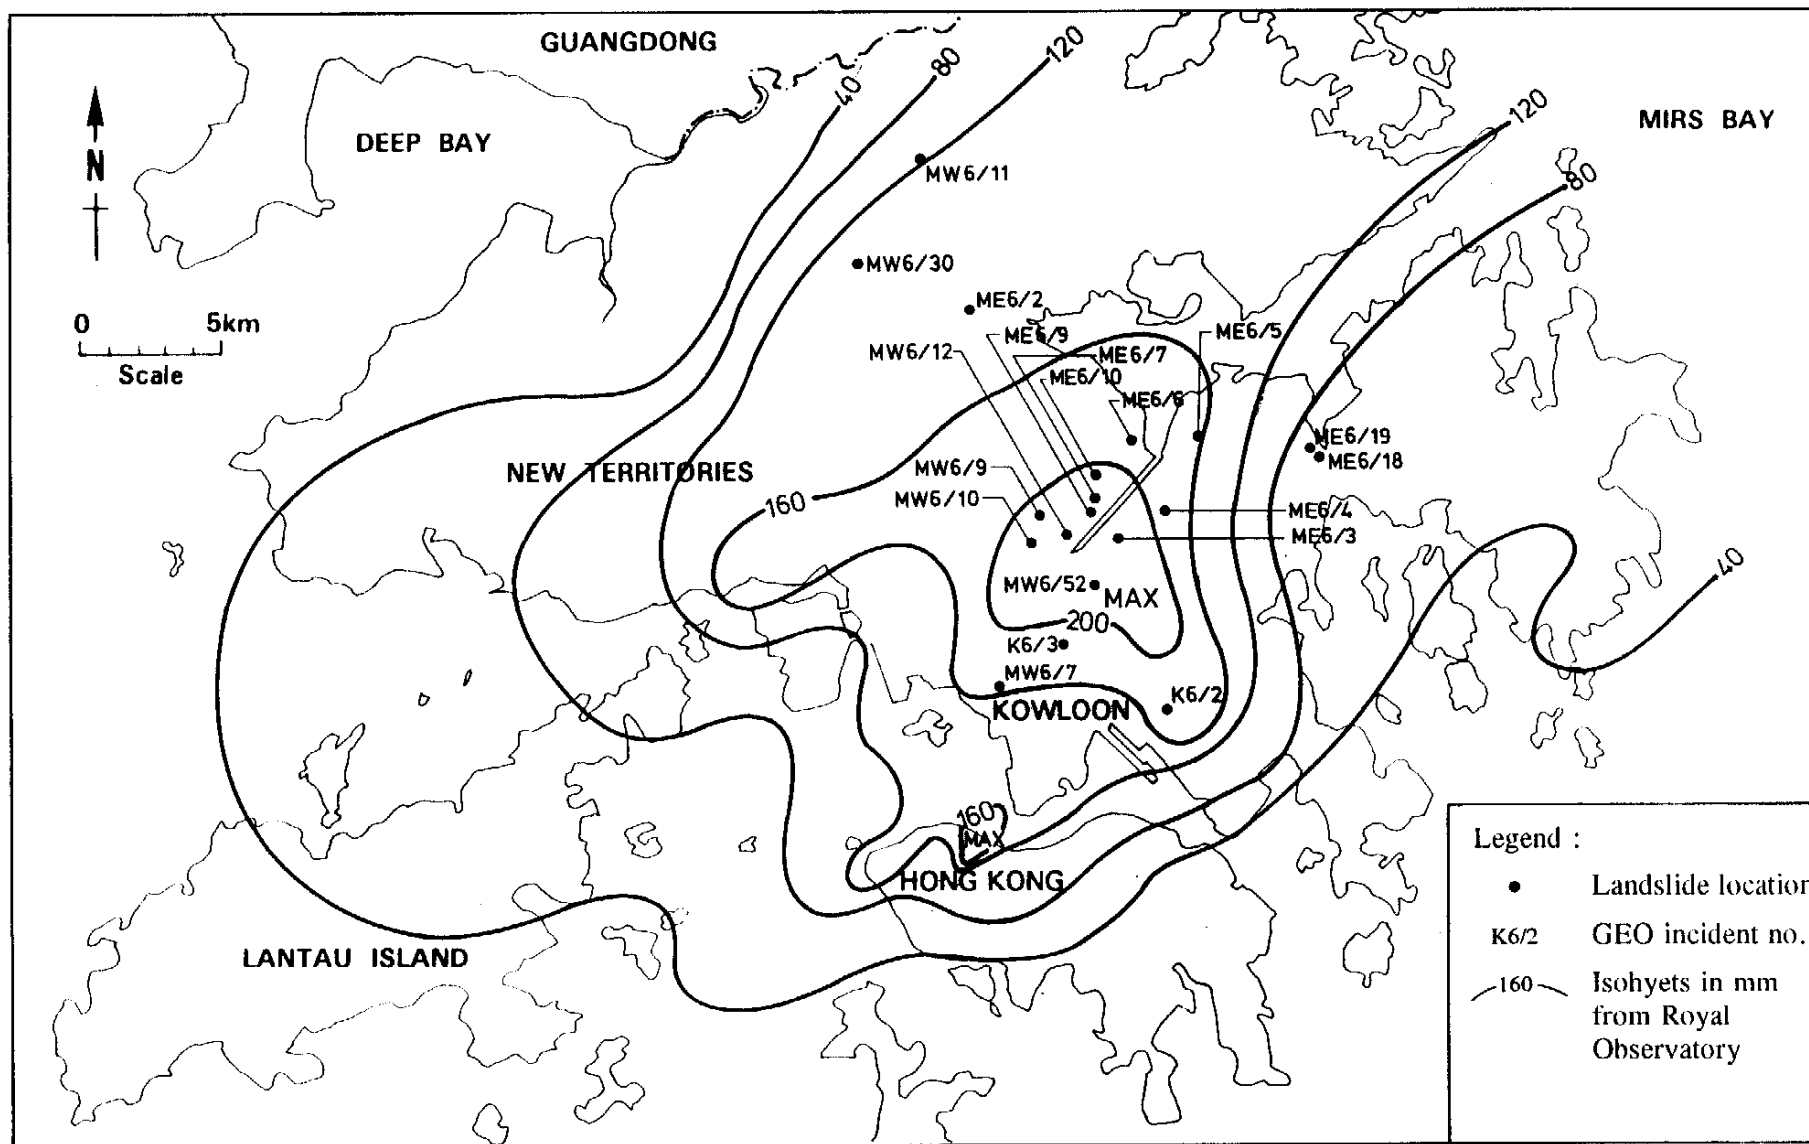 GUANGDONG
40
80
120
DEEP BAY
120
MIRS BAY
N
MW6/11
80
MW6/30
0 5km
Scale
ME6/2
ME6/9
ME6/5
MW6/12
ME6/7
ME6/10
ME6/6
ME6/19
ME6/18
NEW TERRITORIES
MW6/9
160
MW6/10
ME6/4
ME6/3
MW6/52
MAX
40
200
K6/3
MW6/7
K6/2
KOWLOON
160
MAX
HONG KONG
LANTAU ISLAND
Legend :
Landslide location
K6/2 GEO incident no.
160 Isohyets in mm
from Royal
Observatory